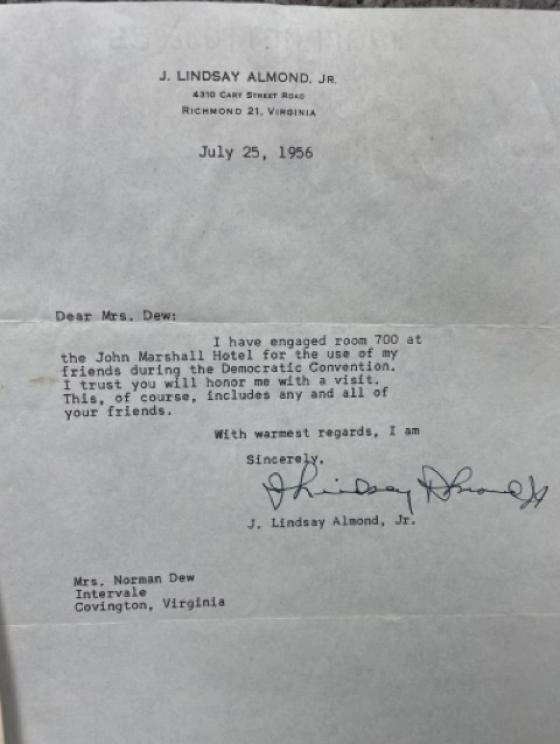 J. LINDSAY ALMOND, JR.
4310 CARY STREET ROAD
RICHMOND 21, VIRGINIA
July 25, 1956
Dear Mrs. Dew:
I have engaged room 700 at
the John Marshall Hotel for the use of my
friends during the Democratic Convention.
I trust you will honor me with a visit.
This, of course, includes any and all of
your friends.
With warmest regards, I am
Sincerely,
J Lindsay Almond Jr
J. Lindsay Almond, Jr.
Mrs. Norman Dew
Intervale
Covington, Virginia